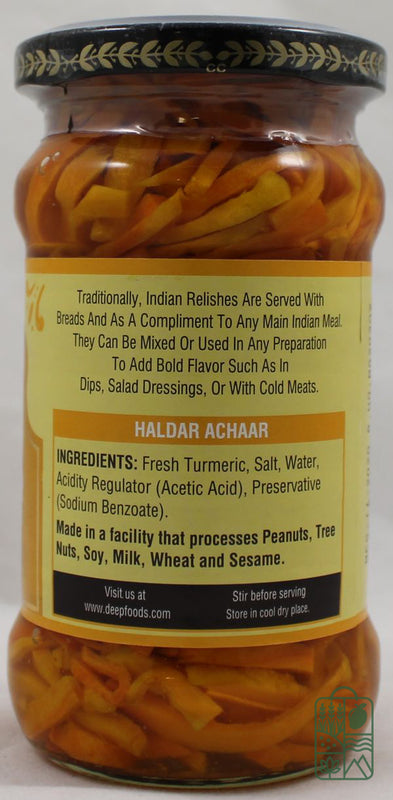 CC
Traditionally, Indian Relishes Are Served With
Breads And As A Compliment To Any Main Indian Meal.
They Can Be Mixed Or Used In Any Preparation
To Add Bold Flavor Such As In
Dips, Salad Dressings, Or With Cold Meats.
HALDAR ACHAAR
INGREDIENTS: Fresh Turmeric, Salt, Water,
Acidity Regulator (Acetic Acid), Preservative
(Sodium Benzoate).
Made in a facility that processes Peanuts, Tree
Nuts, Soy, Milk, Wheat and Sesame.
Visit us at
www.deepfoods.com
Stir before serving
Store in cool dry place.